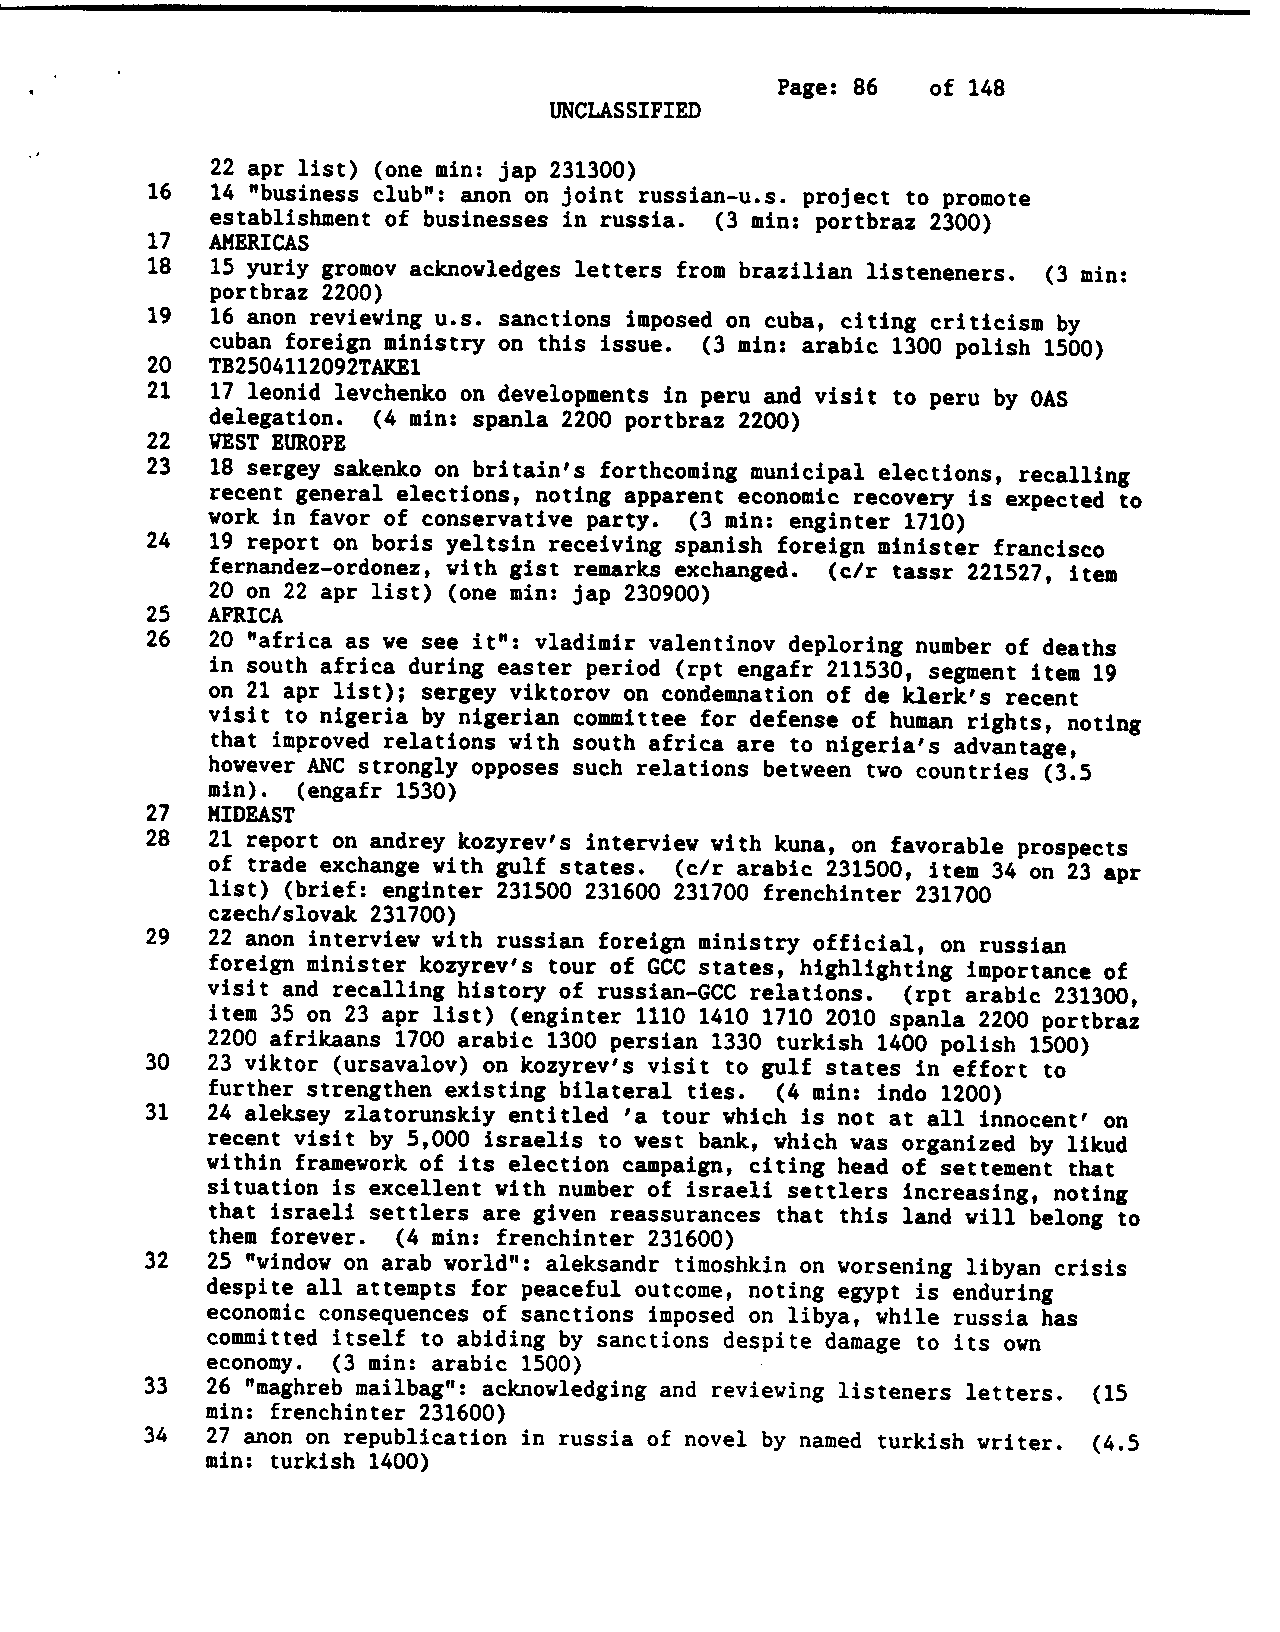 Page: 86 of 148
UNCLASSIFIED
22 apr list) (one min: jap 231300)
16 14 "business club": anon on joint russian-u.s. project to promote
establishment of businesses in russia. (3 min: portbraz 2300)
17 AMERICAS
18 15 yuriy gromov acknowledges letters from brazilian listeneners. (3 min:
portbraz 2200)
19 16 anon reviewing u.s. sanctions imposed on cuba, citing criticism by
cuban foreign ministry on this issue. (3 min: arabic 1300 polish 1500)
20 TB2504112092TAKE1
21 17 leonid levchenko on developments in peru and visit to peru by OAS
delegation. (4 min: spanla 2200 portbraz 2200)
22 WEST EUROPE
23 18 sergey sakenko on britain's forthcoming municipal elections, recalling
recent general elections, noting apparent economic recovery is expected to
work in favor of conservative party. (3 min: enginter 1710)
24 19 report on boris yeltsin receiving spanish foreign minister francisco
fernandez-ordonez, with gist remarks exchanged. (c/r tassr 221527, item
20 on 22 apr list) (one min: jap 230900)
25 AFRICA
26 20 "africa as we see it": vladimir valentinov deploring number of deaths
in south africa during easter period (rpt engafr 211530, segment item 19
on 21 apr list); sergey viktorov on condemnation of de klerk's recent
visit to nigeria by nigerian committee for defense of human rights, noting
that improved relations with south africa are to nigeria's advantage,
however ANC strongly opposes such relations between two countries (3.5
min). (engafr 1530)
27 MIDEAST
28 21 report on andrey kozyrev's interview with kuna, on favorable prospects
of trade exchange with gulf states. (c/r arabic 231500, item 34 on 23 apr
list) (brief: enginter 231500 231600 231700 frenchinter 231700
czech/slovak 231700)
29 22 anon interview with russian foreign ministry official, on russian
foreign minister kozyrev's tour of GCC states, highlighting importance of
visit and recalling history of russian-GCC relations. (rpt arabic 231300,
item 35 on 23 apr list) (enginter 1110 1410 1710 2010 spanla 2200 portbraz
2200 afrikaans 1700 arabic 1300 persian 1330 turkish 1400 polish 1500)
30 23 viktor (ursavalov) on kozyrev's visit to gulf states in effort to
further strengthen existing bilateral ties. (4 min: indo 1200)
31 24 aleksey zlatorunskiy entitled 'a tour which is not at all innocent' on
recent visit by 5,000 israelis to west bank, which was organized by likud
within framework of its election campaign, citing head of settement that
situation is excellent with number of israeli settlers increasing, noting
that israeli settlers are given reassurances that this land will belong to
them forever. (4 min: frenchinter 231600)
32 25 "window on arab world": aleksandr timoshkin on worsening libyan crisis
despite all attempts for peaceful outcome, noting egypt is enduring
economic consequences of sanctions imposed on libya, while russia has
committed itself to abiding by sanctions despite damage to its own
economy. (3 min: arabic 1500)
33 26 "maghreb mailbag": acknowledging and reviewing listeners letters. (15
min: frenchinter 231600)
34 27 anon on republication in russia of novel by named turkish writer. (4.5
min: turkish 1400)